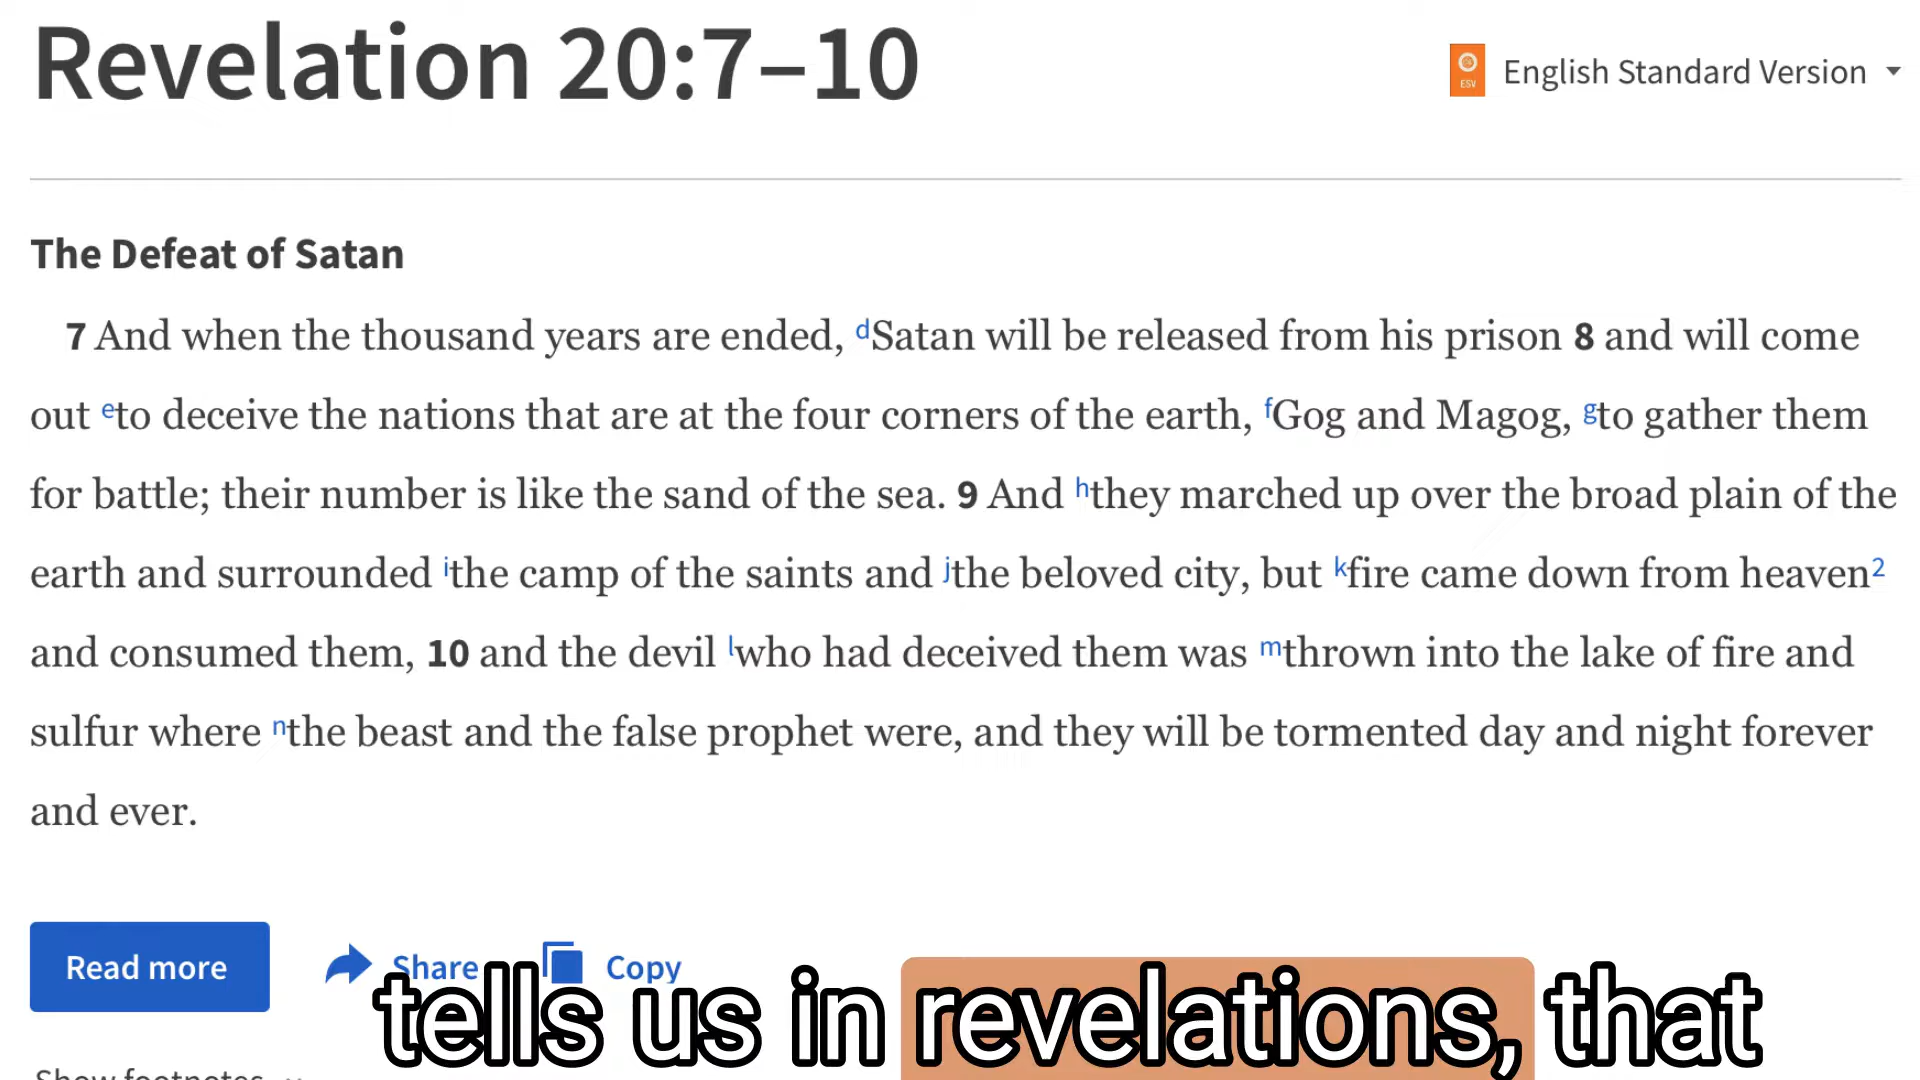 Revelation 20:7–10
ESV
English Standard Version
The Defeat of Satan
7 And when the thousand years are ended, dSatan will be released from his prison 8 and will come
out eto deceive the nations that are at the four corners of the earth, fGog and Magog, gto gather them
for battle; their number is like the sand of the sea. 9 And hthey marched up over the broad plain of the
earth and surrounded ithe camp of the saints and jthe beloved city, but kfire came down from heaven2
and consumed them, 10 and the devil lwho had deceived them was mthrown into the lake of fire and
sulfur where nthe beast and the false prophet were, and they will be tormented day and night forever
and ever.
Read more
Share
Copy
tells us in revelations, that
Show footnotes